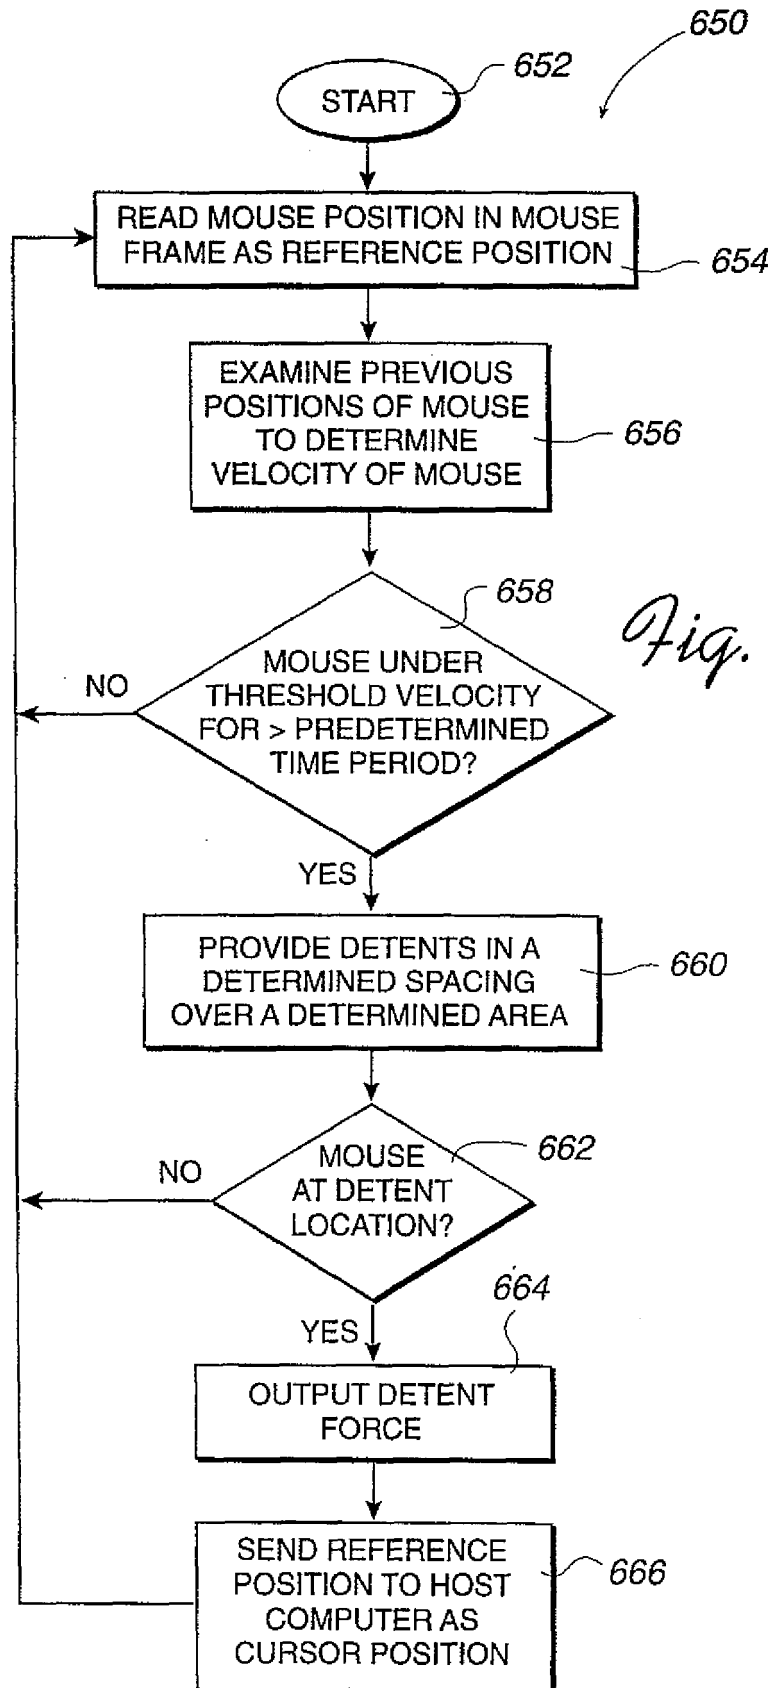 650
START
652
READ MOUSE POSITION IN MOUSE
FRAME AS REFERENCE POSITION
654
EXAMINE PREVIOUS
POSITIONS OF MOUSE
TO DETERMINE
VELOCITY OF MOUSE
656
658
Fig.
MOUSE UNDER
THRESHOLD VELOCITY
FOR > PREDETERMINED
TIME PERIOD?
NO
YES
PROVIDE DETENTS IN A
DETERMINED SPACING
OVER A DETERMINED AREA
660
MOUSE
AT DETENT
LOCATION?
662
NO
664
YES
OUTPUT DETENT
FORCE
SEND REFERENCE
POSITION TO HOST
COMPUTER AS
CURSOR POSITION
666